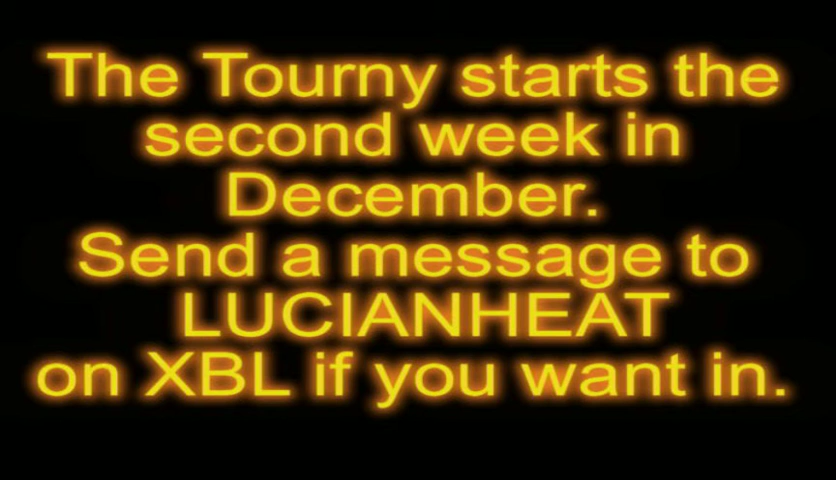 The Tourny starts the
second week in
December.
Send a message to
LUCIANHEAT
on XBL if you want in.